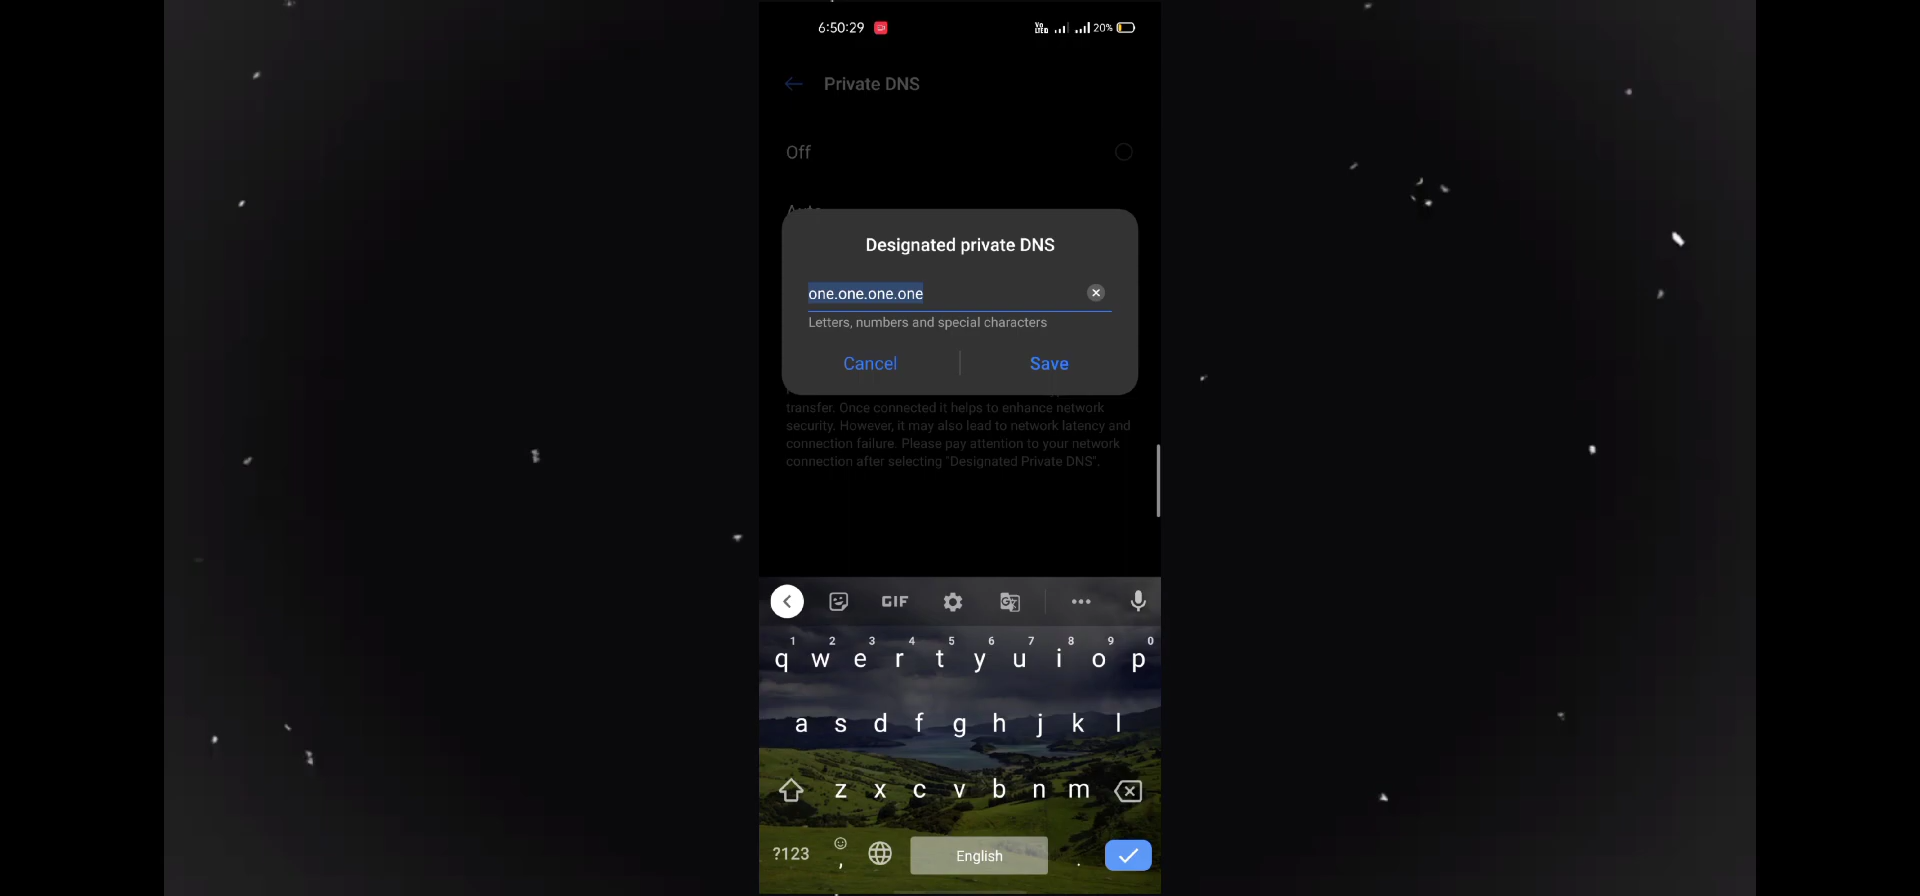 6:50:29 Vo LTED 20%
Private DNS
Off
Auto
Designated private DNS
one.one.one.one
Letters, numbers and special characters
Cancel Save
transfer. Once connected it helps to enhance network
security. However, it may also lead to network latency and
connection failure. Please pay attention to your network
connection after selecting "Designated Private DNS".
GIF
1 2 3 4 5 6 7 8 9 0
q w e r t y u i o p
a s d f g h j k l
z x c v b n m
?123 , English .